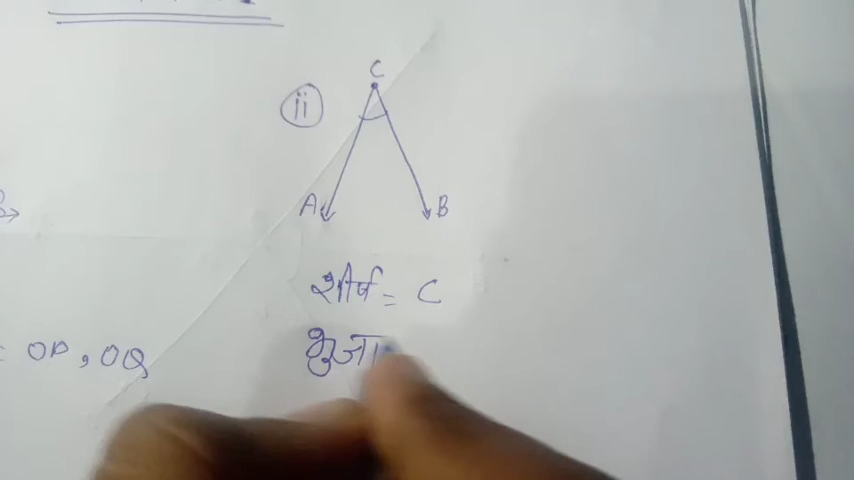 C
ii
A B
शीर्ष = C
= OP, OQ
भुजा